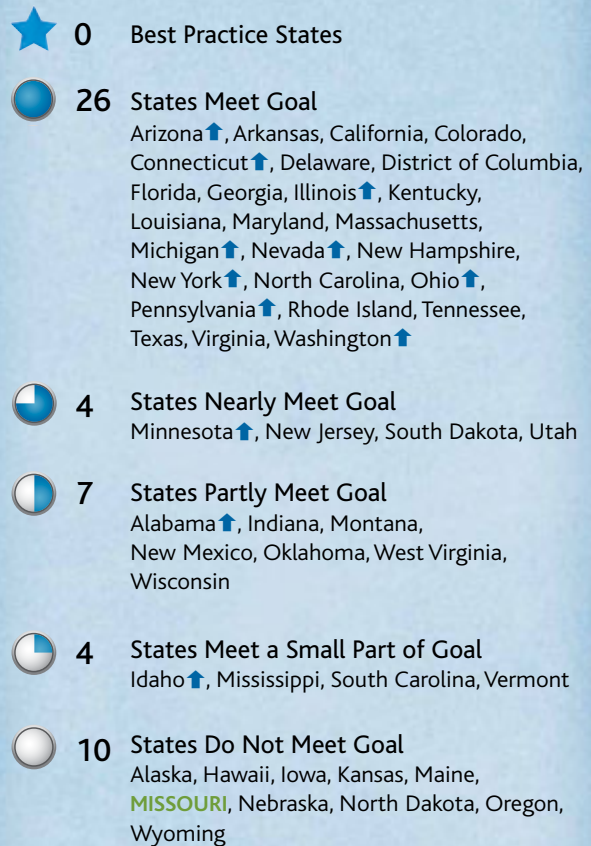 0 Best Practice States
26 States Meet Goal
Arizona⬆, Arkansas, California, Colorado,
Connecticut⬆, Delaware, District of Columbia,
Florida, Georgia, Illinois⬆, Kentucky,
Louisiana, Maryland, Massachusetts,
Michigan⬆, Nevada⬆, New Hampshire,
New York⬆, North Carolina, Ohio⬆,
Pennsylvania⬆, Rhode Island, Tennessee,
Texas, Virginia, Washington⬆
4 States Nearly Meet Goal
Minnesota⬆, New Jersey, South Dakota, Utah
7 States Partly Meet Goal
Alabama⬆, Indiana, Montana,
New Mexico, Oklahoma, West Virginia,
Wisconsin
4 States Meet a Small Part of Goal
Idaho⬆, Mississippi, South Carolina, Vermont
10 States Do Not Meet Goal
Alaska, Hawaii, Iowa, Kansas, Maine,
MISSOURI, Nebraska, North Dakota, Oregon,
Wyoming